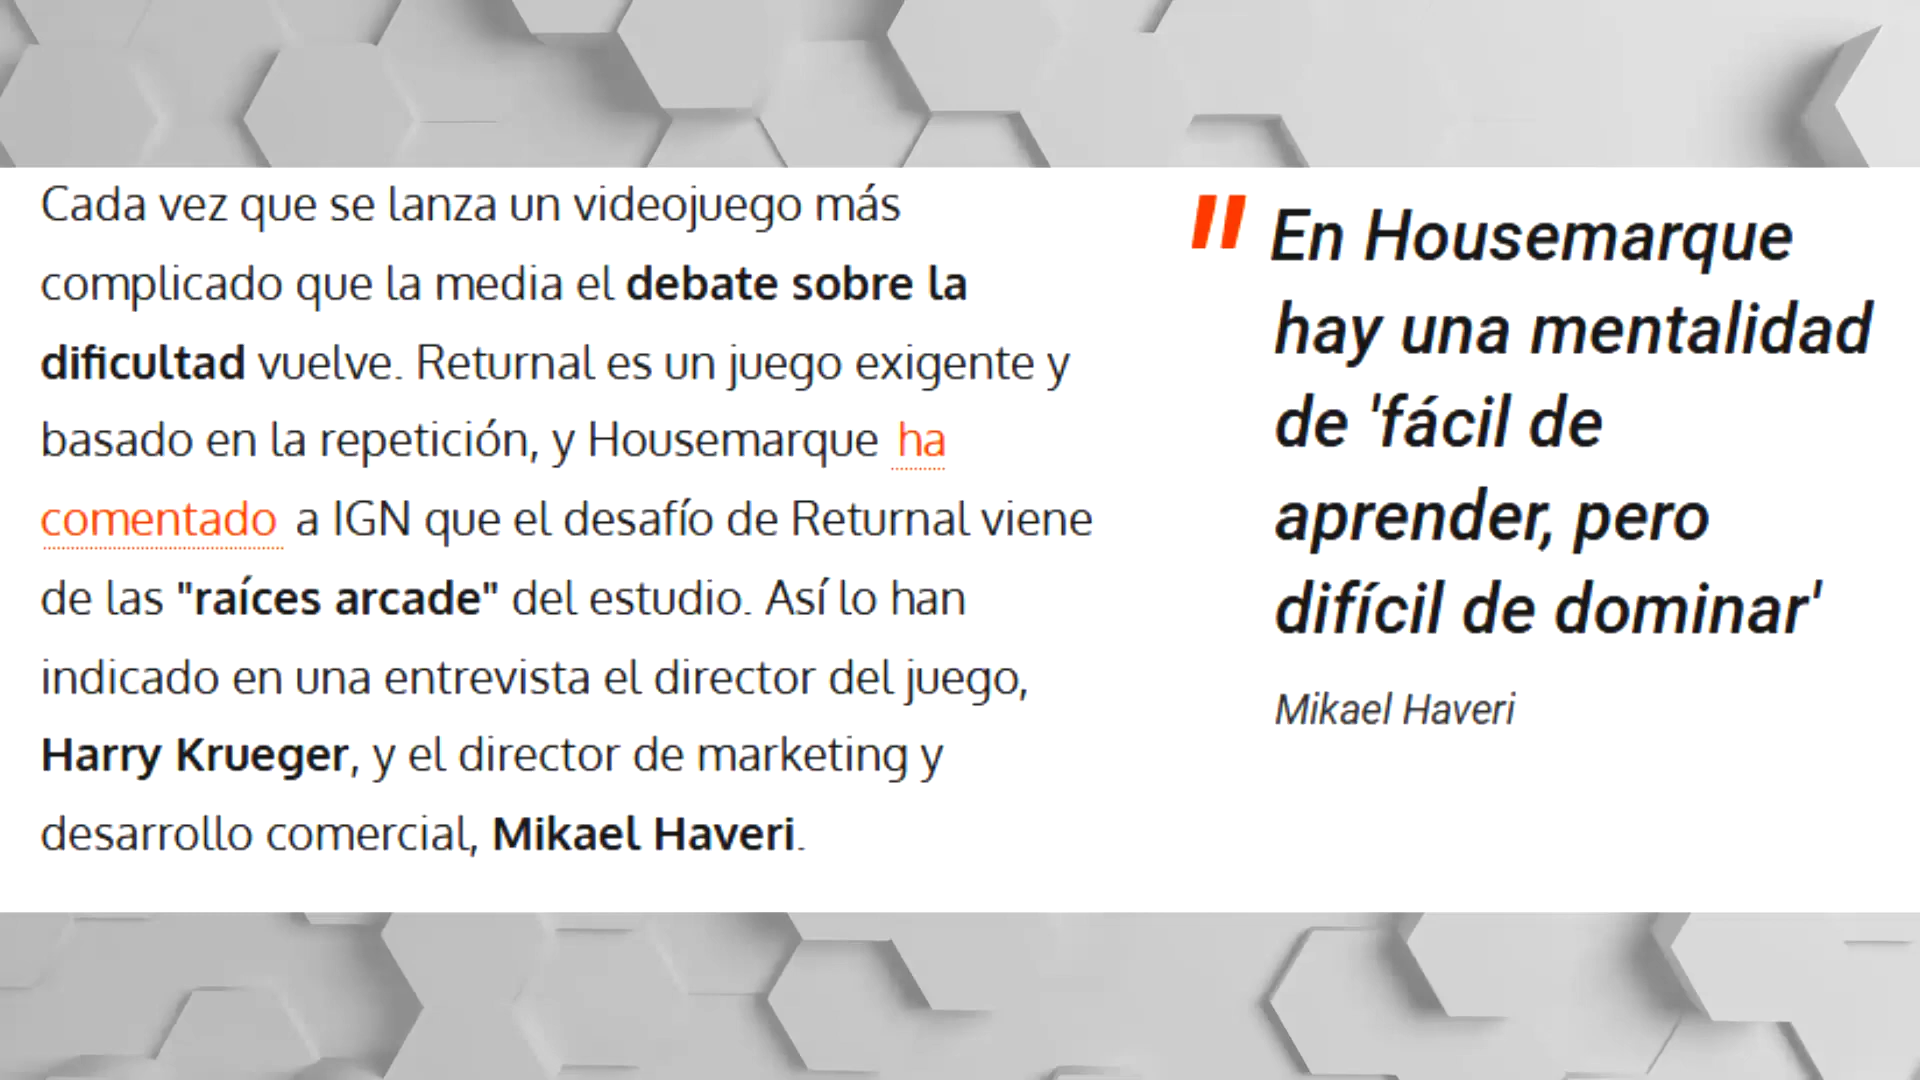 Cada vez que se lanza un videojuego más
complicado que la media el debate sobre la
dificultad vuelve. Returnal es un juego exigente y
basado en la repetición, y Housemarque ha
comentado a IGN que el desafío de Returnal viene
de las "raíces arcade" del estudio. Así lo han
indicado en una entrevista el director del juego,
Harry Krueger, y el director de marketing y
desarrollo comercial, Mikael Haveri.
" En Housemarque
hay una mentalidad
de 'fácil de
aprender, pero
difícil de dominar'
Mikael Haveri